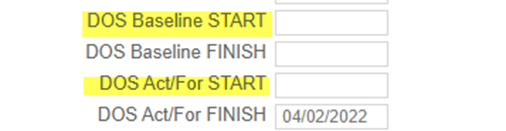 DOS Baseline START
DOS Baseline FINISH
DOS Act/For START
DOS Act/For FINISH 04/02/2022